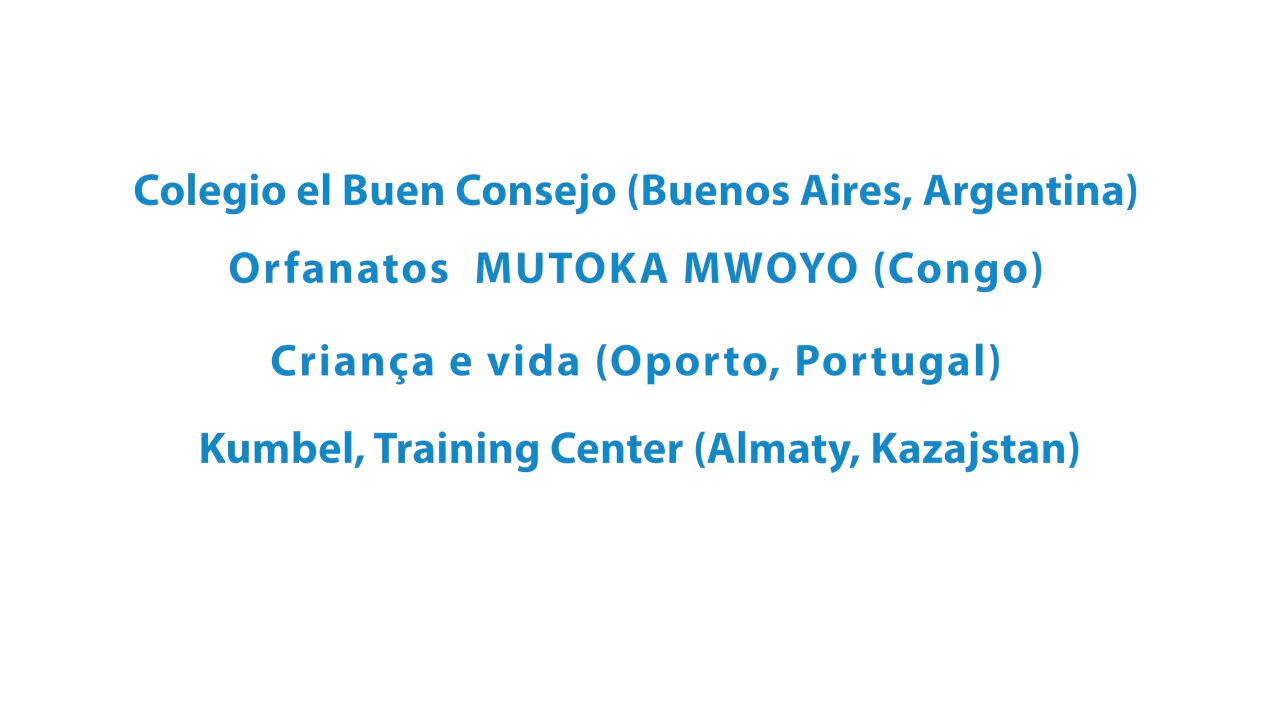 Colegio el Buen Consejo (Buenos Aires, Argentina)
Orfanatos MUTOKA MWOYO (Congo)
Criança e vida (Oporto, Portugal)
Kumbel, Training Center (Almaty, Kazajstan)